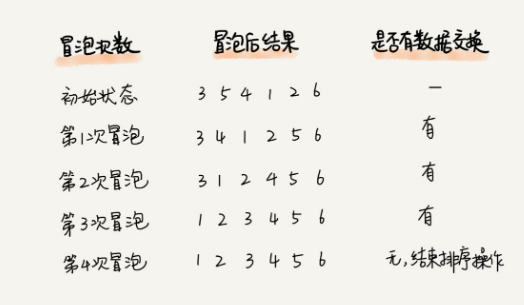 冒泡次数 冒泡后结果 是否有数据交换
初始状态 3 5 4 1 2 6 —
第1次冒泡 3 4 1 2 5 6 有
第2次冒泡 3 1 2 4 5 6 有
第3次冒泡 1 2 3 4 5 6 有
第4次冒泡 1 2 3 4 5 6 无,结束排序操作